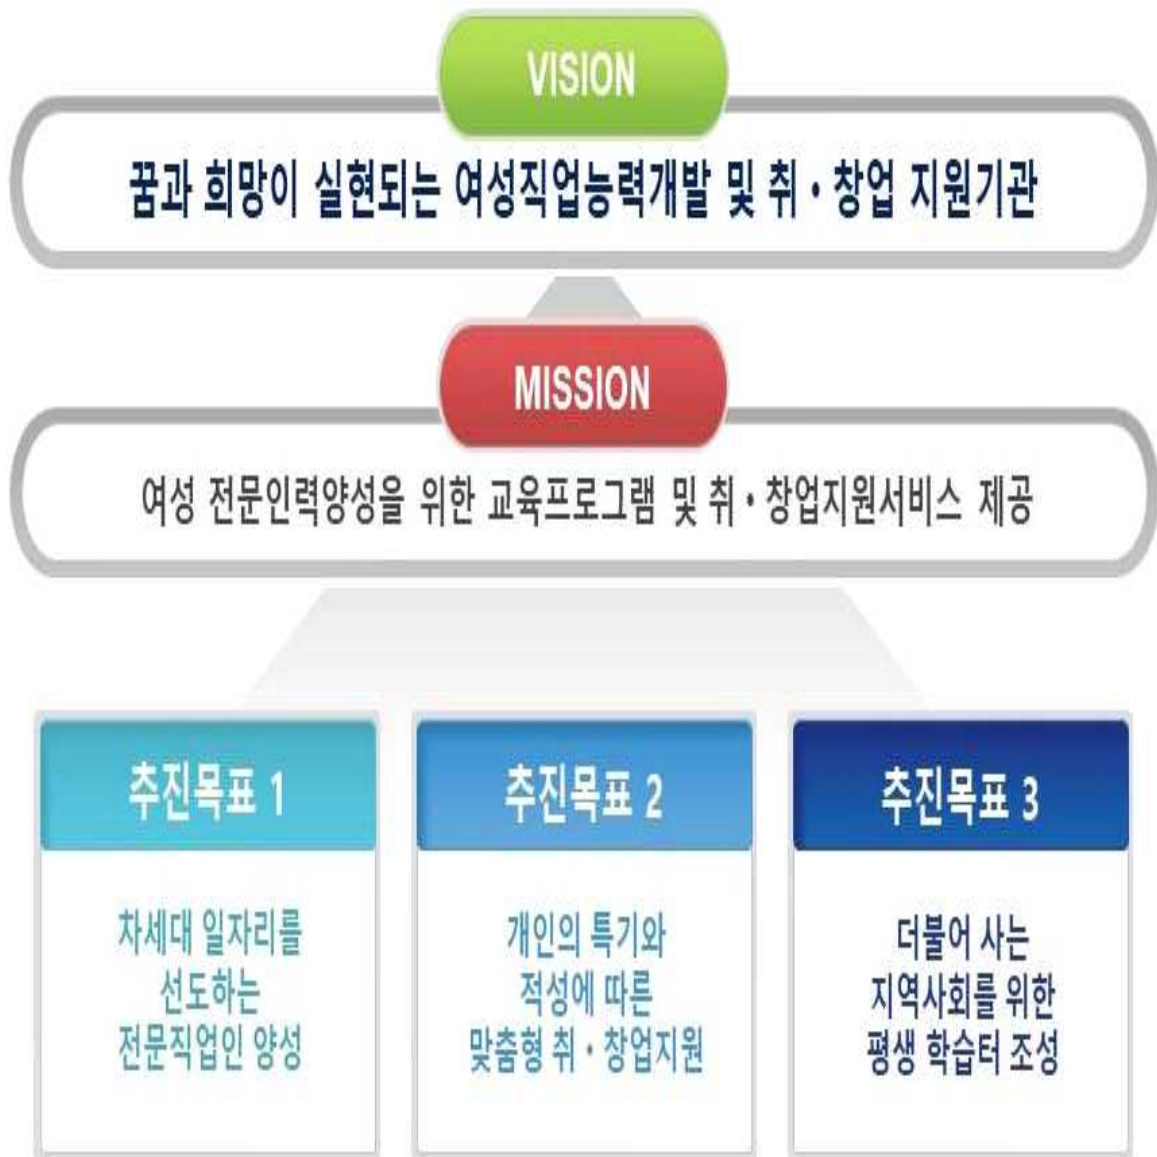 VISION
꿈과 희망이 실현되는 여성직업능력개발 및 취·창업 지원기관
MISSION
여성 전문인력양성을 위한 교육프로그램 및 취·창업지원서비스 제공
추진목표 1
차세대 일자리를
선도하는
전문직업인 양성
추진목표 2
개인의 특기와
적성에 따른
맞춤형 취·창업지원
추진목표 3
더불어 사는
지역사회를 위한
평생 학습터 조성